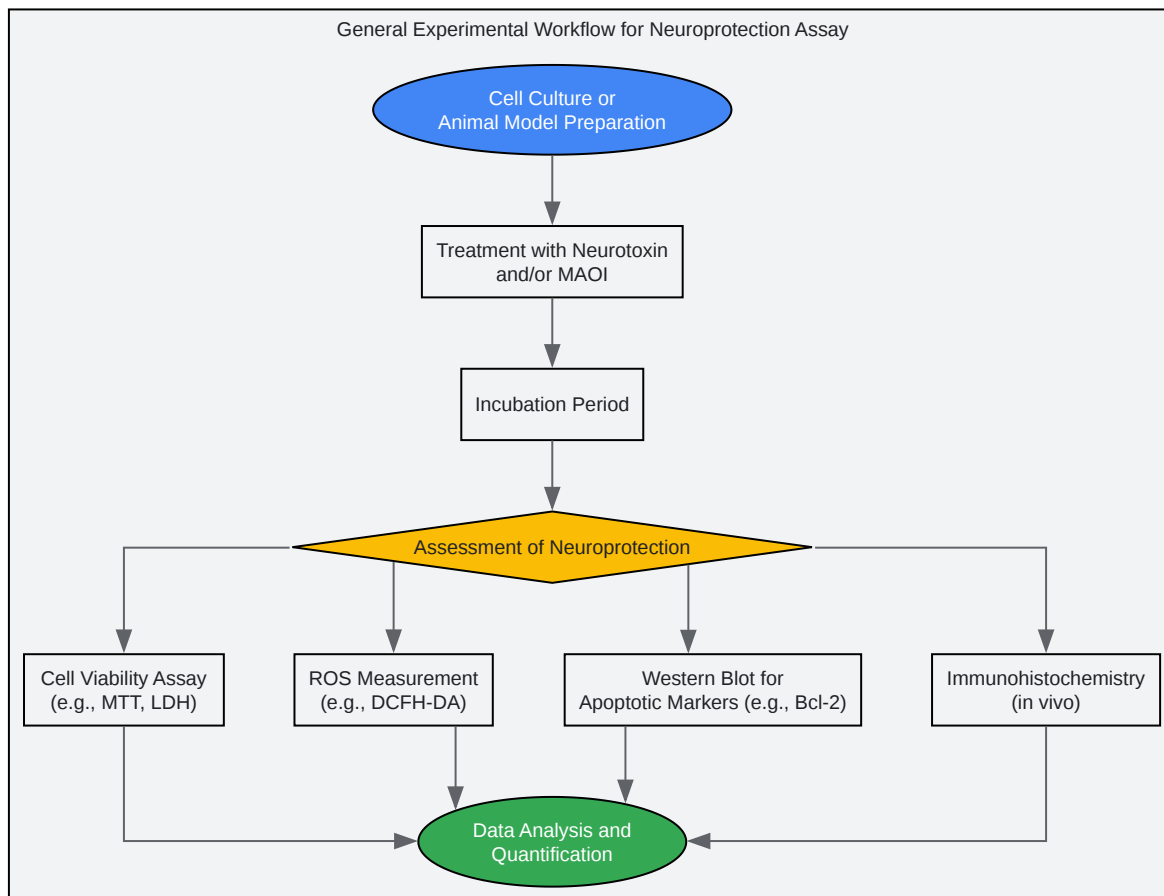 General Experimental Workflow for Neuroprotection Assay
Cell Culture or
Animal Model Preparation
Treatment with Neurotoxin
and/or MAOI
Incubation Period
Assessment of Neuroprotection
Cell Viability Assay
(e.g., MTT, LDH)
ROS Measurement
(e.g., DCFH-DA)
Western Blot for
Apoptotic Markers (e.g., Bcl-2)
Immunohistochemistry
(in vivo)
Data Analysis and
Quantification